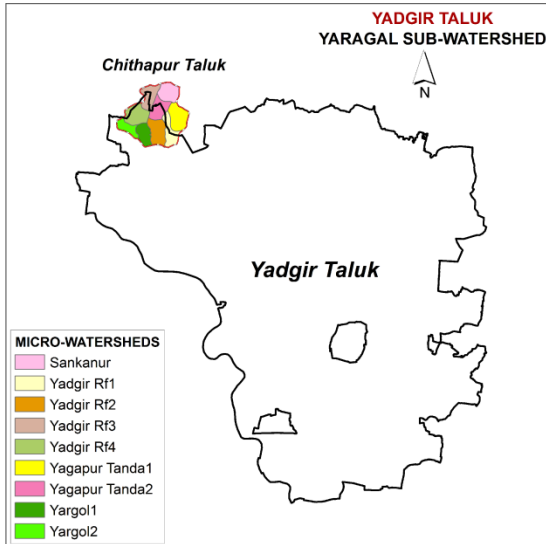 YADGIR TALUK
YARAGAL SUB-WATERSHED
Chithapur Taluk
N
Yadgir Taluk
MICRO-WATERSHEDS
Sankanur
Yadgir Rf1
Yadgir Rf2
Yadgir Rf3
Yadgir Rf4
Yagapur Tanda1
Yagapur Tanda2
Yargol1
Yargol2